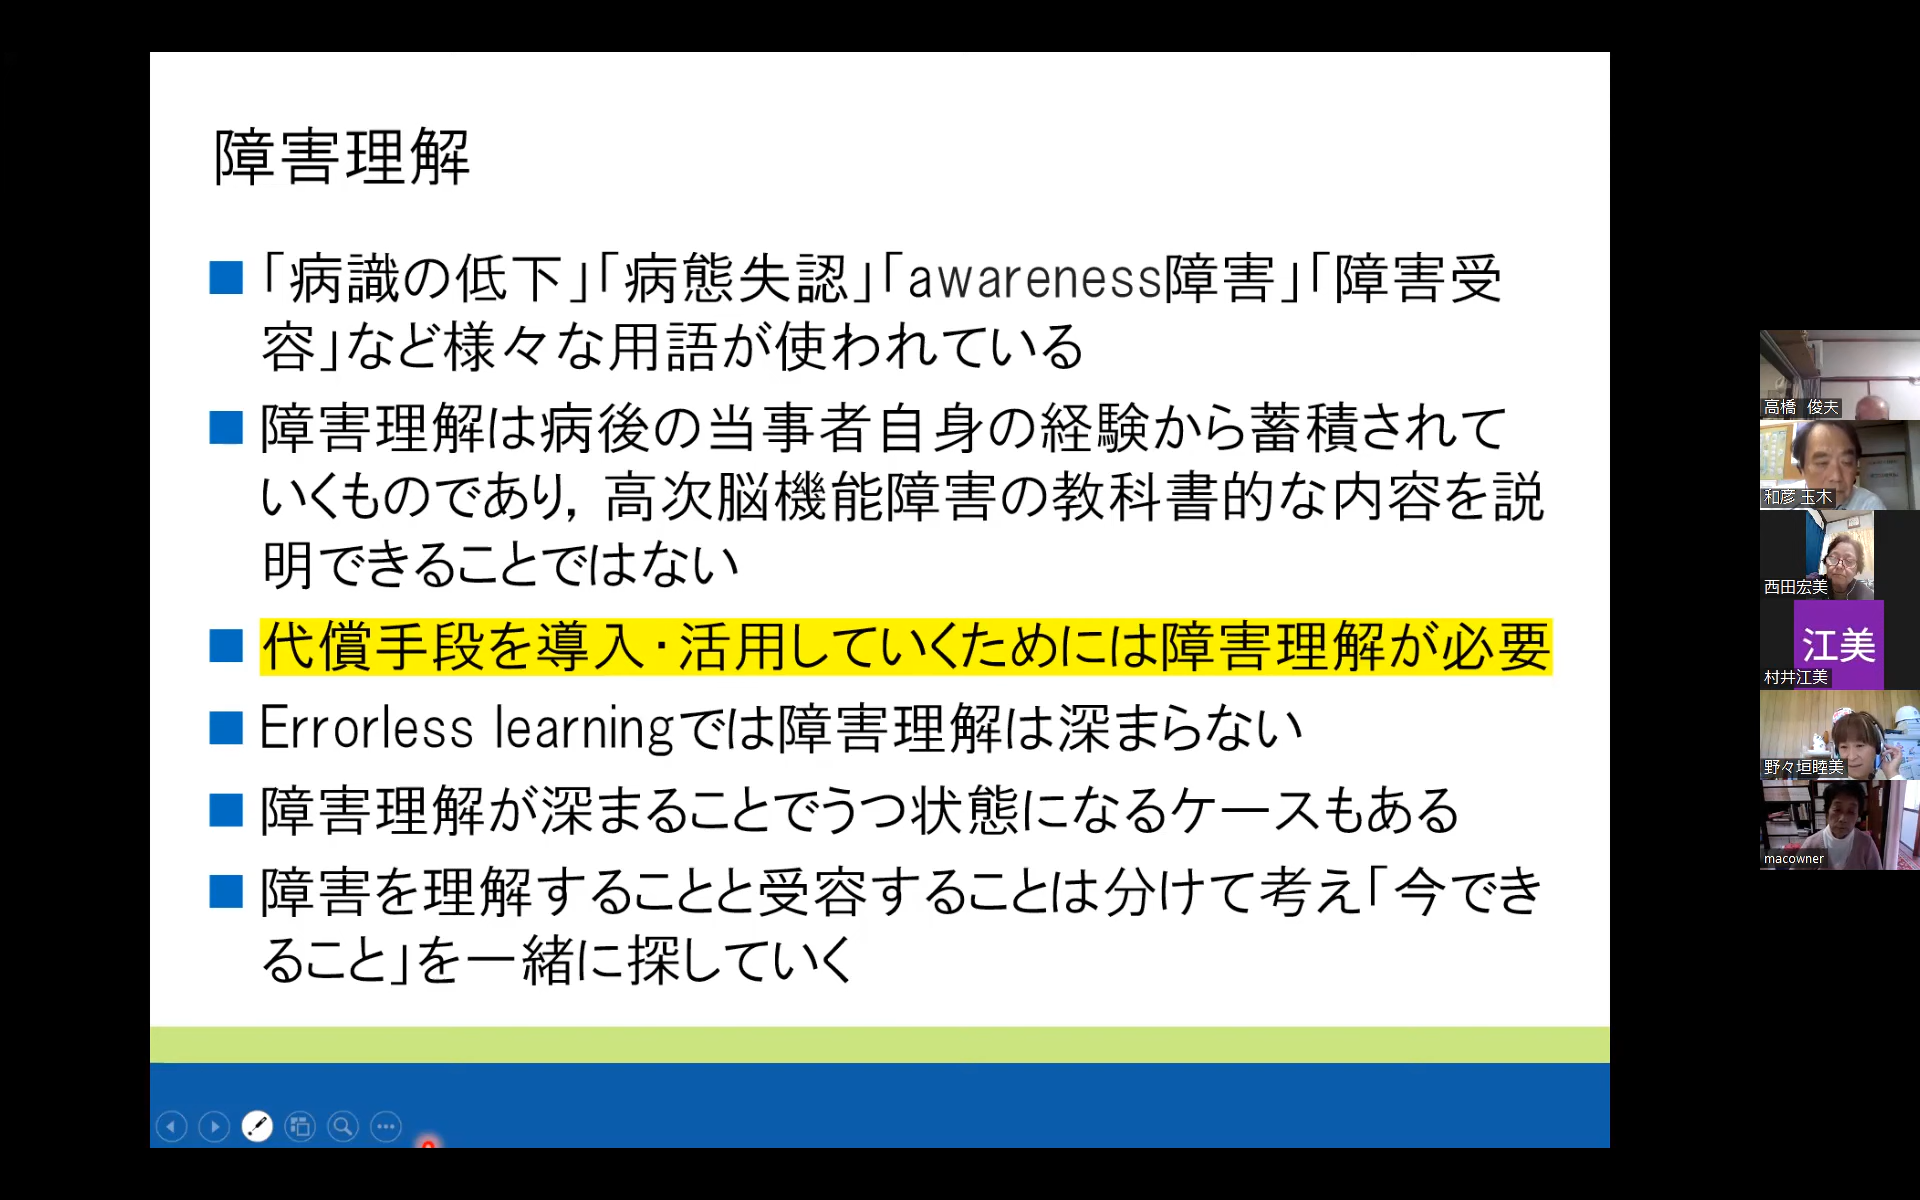 障害理解
「病識の低下」「病態失認」「awareness障害」「障害受
容」など様々な用語が使われている
障害理解は病後の当事者自身の経験から蓄積されて
いくものであり，高次脳機能障害の教科書的な内容を説
明できることではない
代償手段を導入・活用していくためには障害理解が必要
Errorless learningでは障害理解は深まらない
障害理解が深まることでうつ状態になるケースもある
障害を理解することと受容することは分けて考え「今でき
ること」を一緒に探していく
高橋 俊夫
和彦 玉木
西田宏美
江美
村井江美
野々垣睦美
macowner